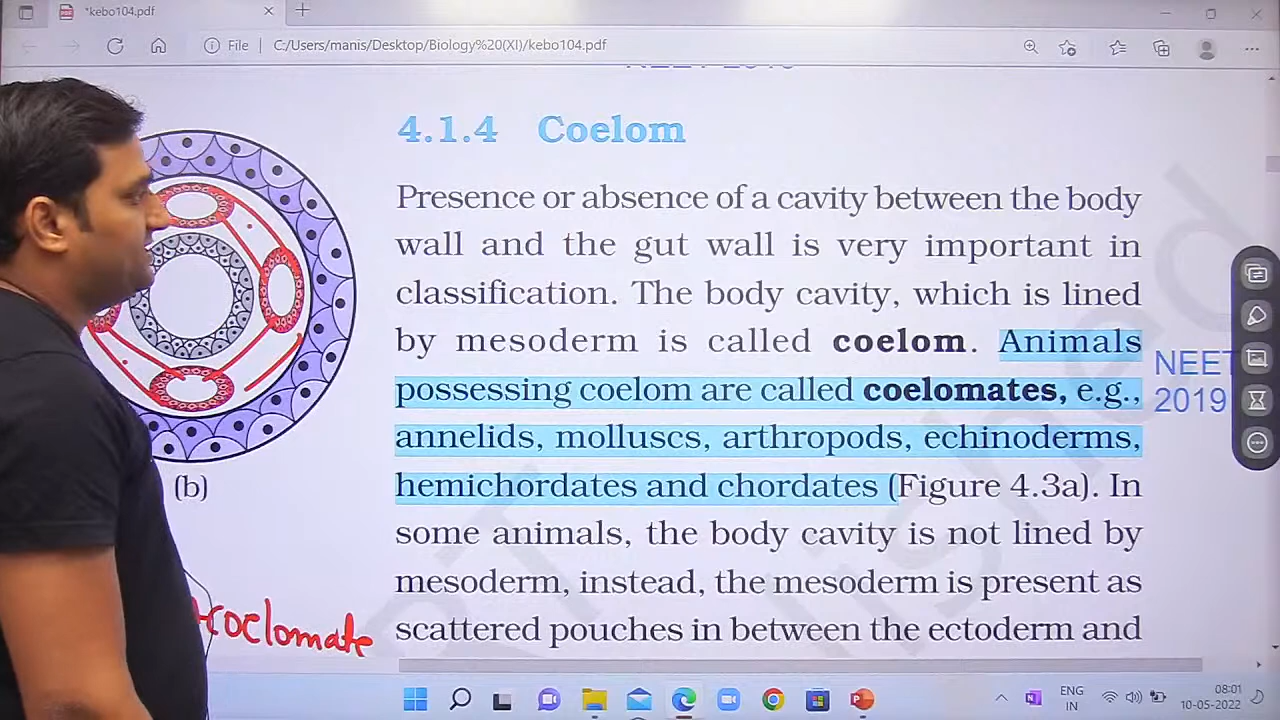 *kebo104.pdf
File
C:/Users/manis/Desktop/Biology%20(XI)/kebo104.pdf
4.1.4 Coelom
Presence or absence of a cavity between the body
wall and the gut wall is very important in
classification. The body cavity, which is lined
by mesoderm is called coelom. Animals
possessing coelom are called coelomates, e.g.,
annelids, molluscs, arthropods, echinoderms,
hemichordates and chordates (Figure 4.3a). In
some animals, the body cavity is not lined by
mesoderm, instead, the mesoderm is present as
scattered pouches in between the ectoderm and
NEET
2019
(b)
coelomate
ENG
IN
08:01
10-05-2022